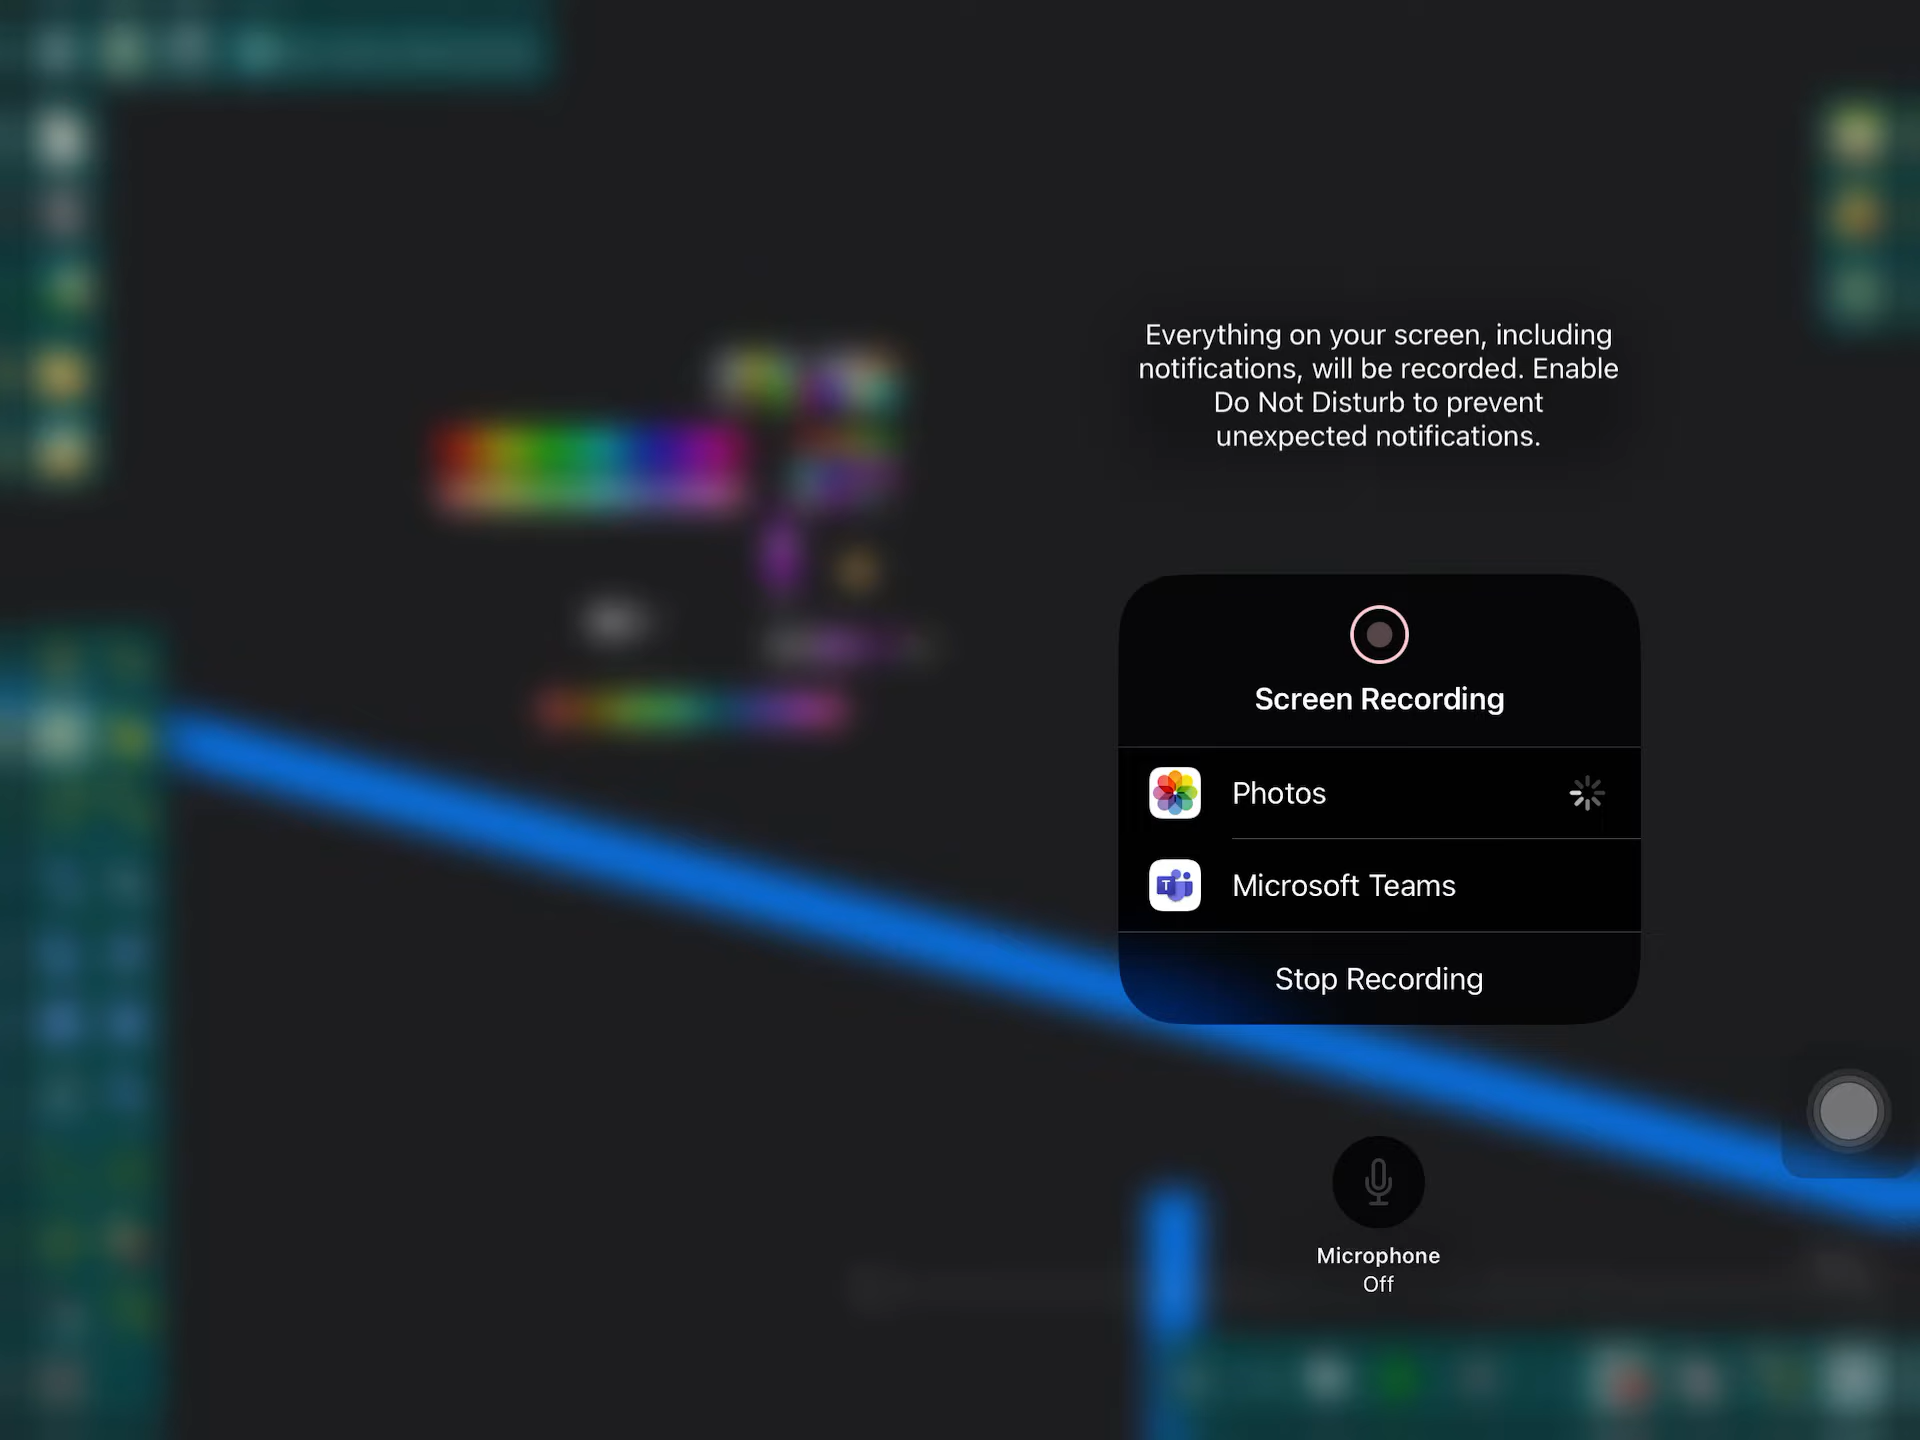 Everything on your screen, including
notifications, will be recorded. Enable
Do Not Disturb to prevent
unexpected notifications.
Screen Recording
Photos
Microsoft Teams
Stop Recording
Microphone
Off